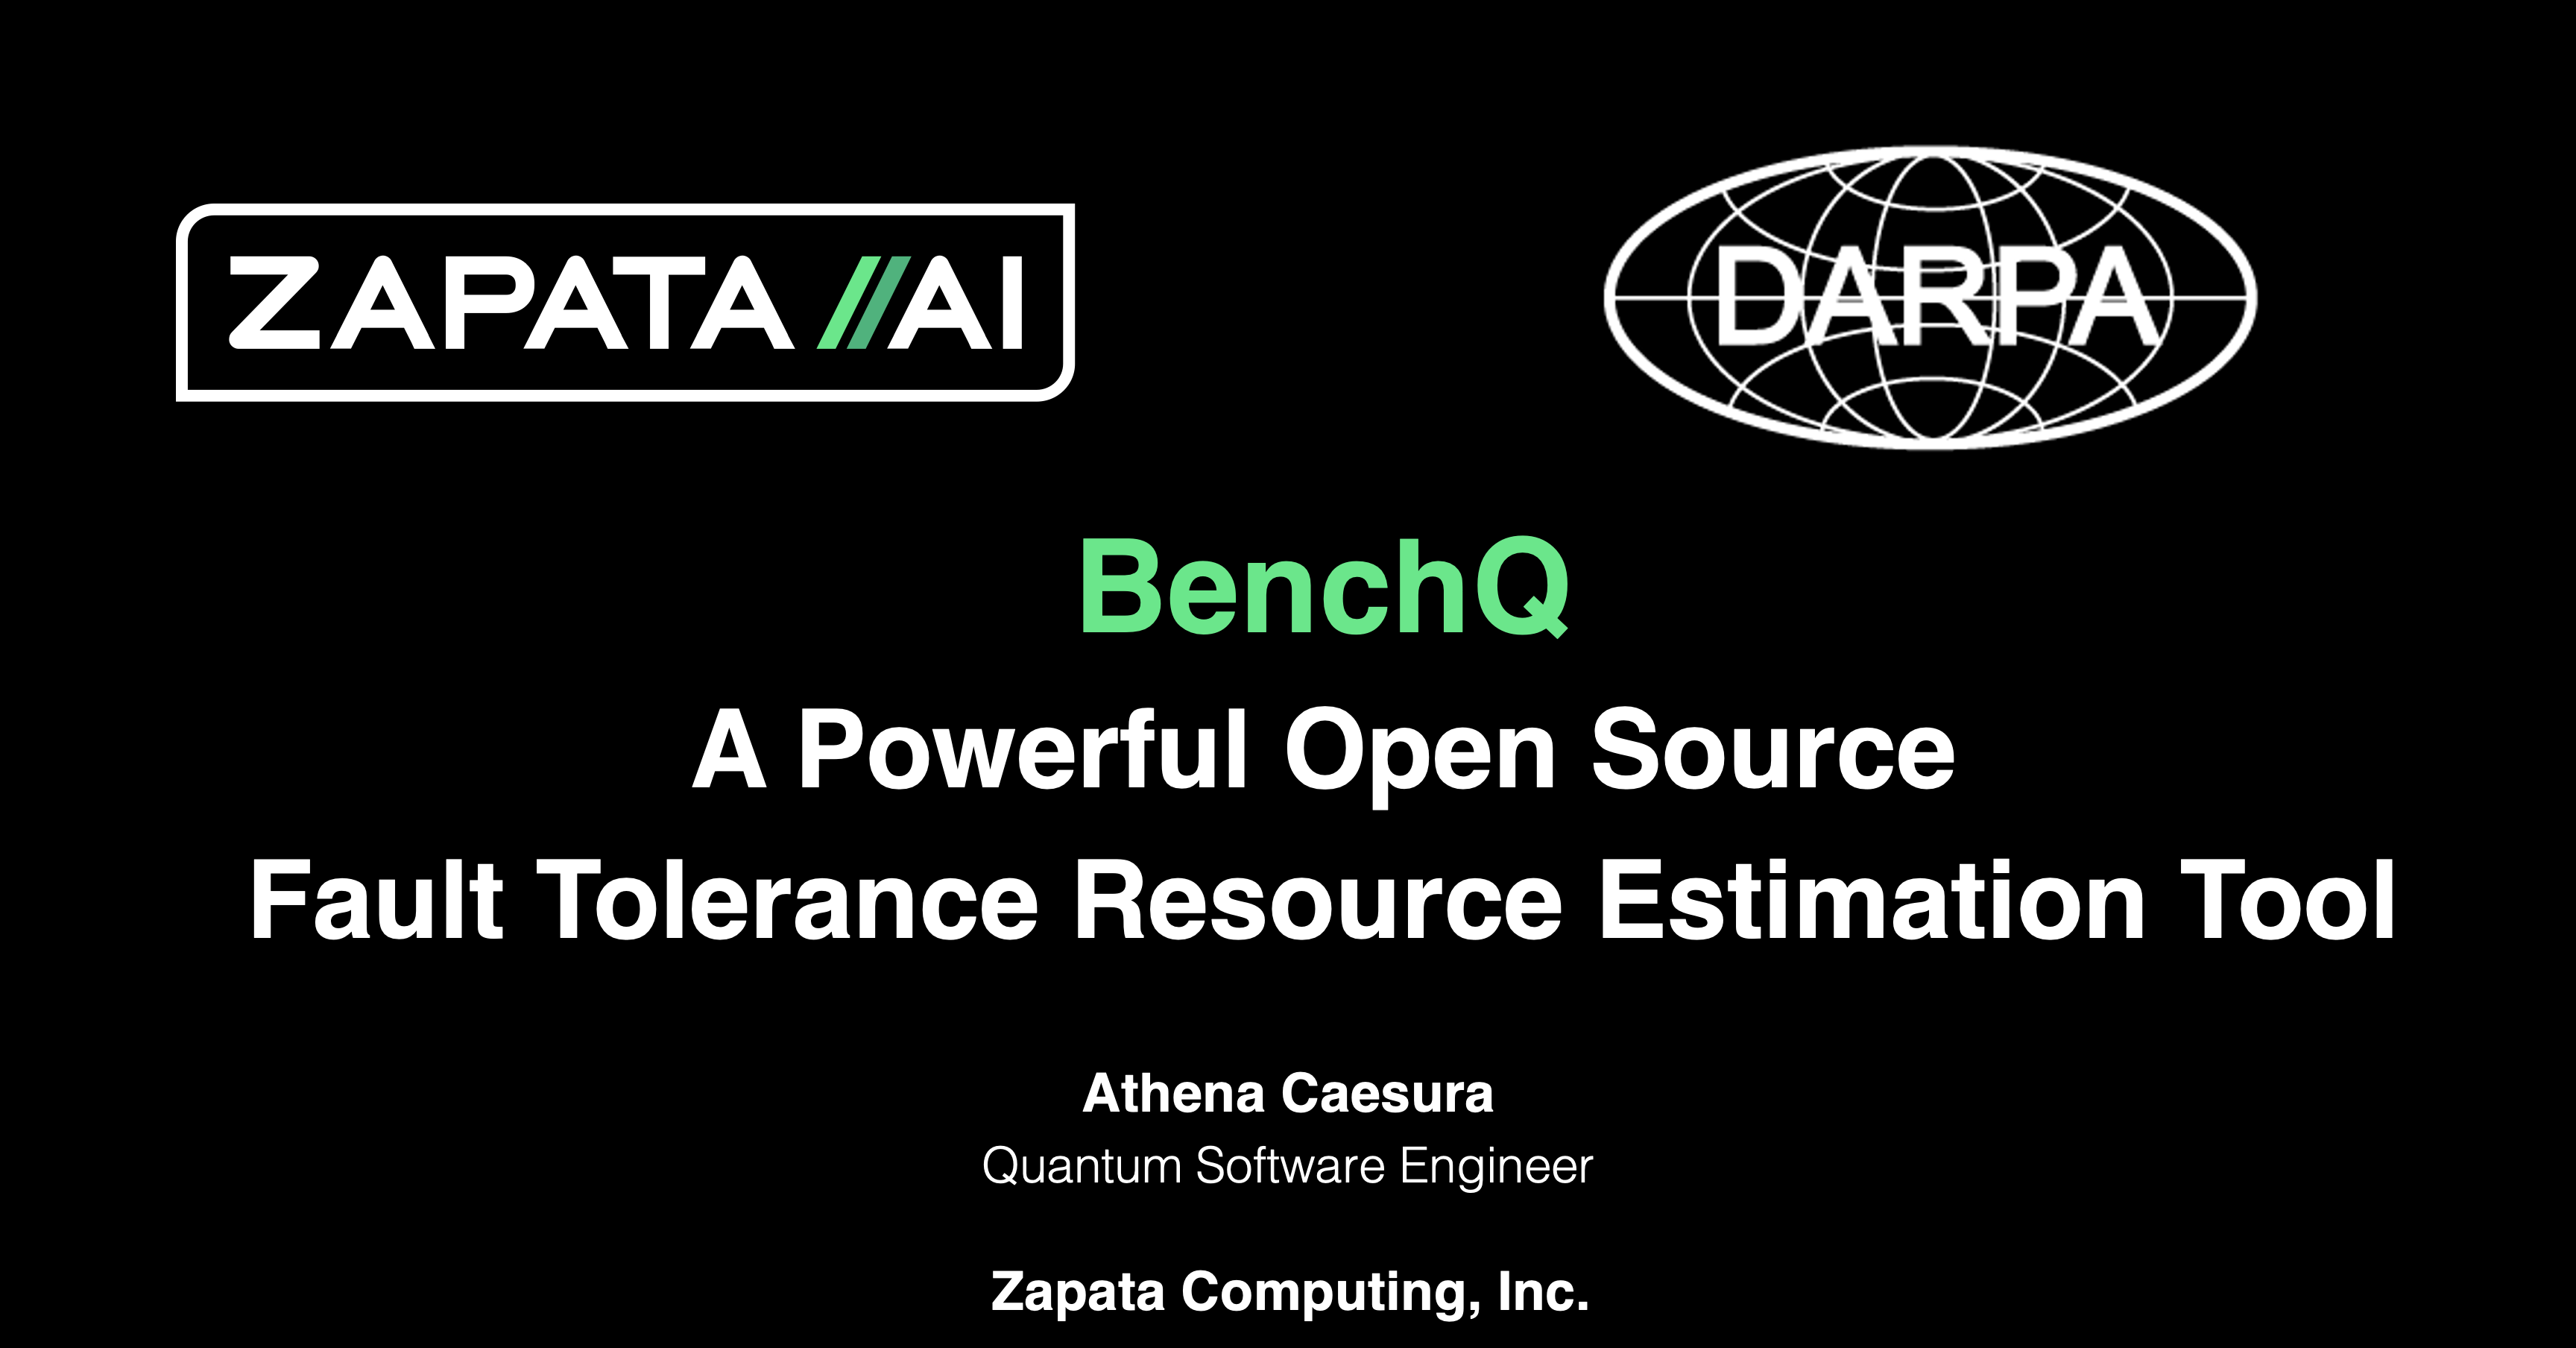 ZAPATA //AI
DARPA
BenchQ
A Powerful Open Source
Fault Tolerance Resource Estimation Tool
Athena Caesura
Quantum Software Engineer
Zapata Computing, Inc.